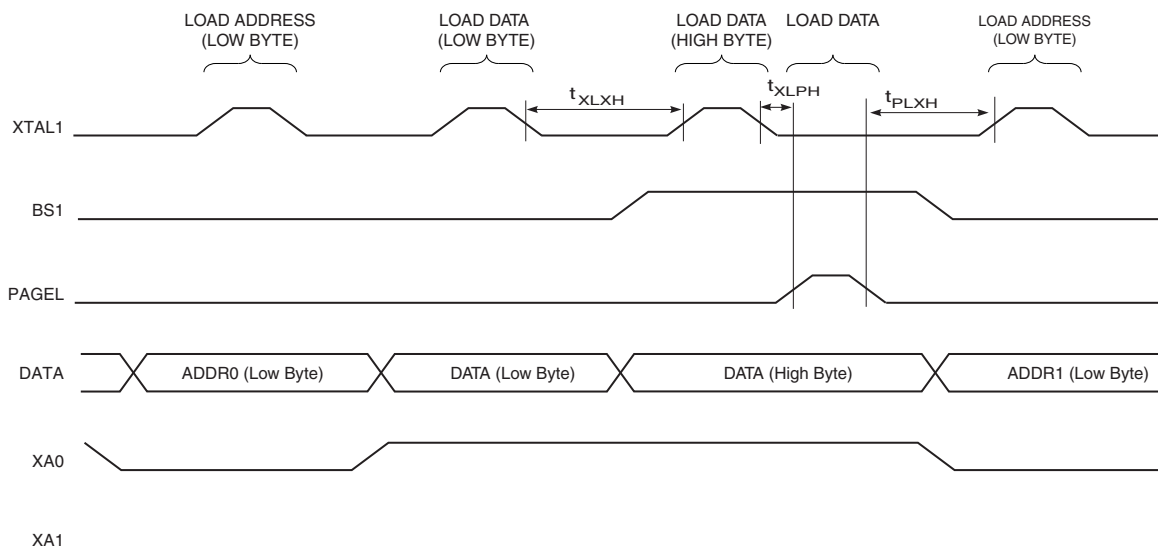 LOAD ADDRESS
(LOW BYTE)
LOAD DATA
(LOW BYTE)
LOAD DATA
(HIGH BYTE)
LOAD DATA
LOAD ADDRESS
(LOW BYTE)
tXLXH
tXLPH
tPLXH
XTAL1
BS1
PAGEL
DATA
ADDR0 (Low Byte)
DATA (Low Byte)
DATA (High Byte)
ADDR1 (Low Byte)
XA0
XA1